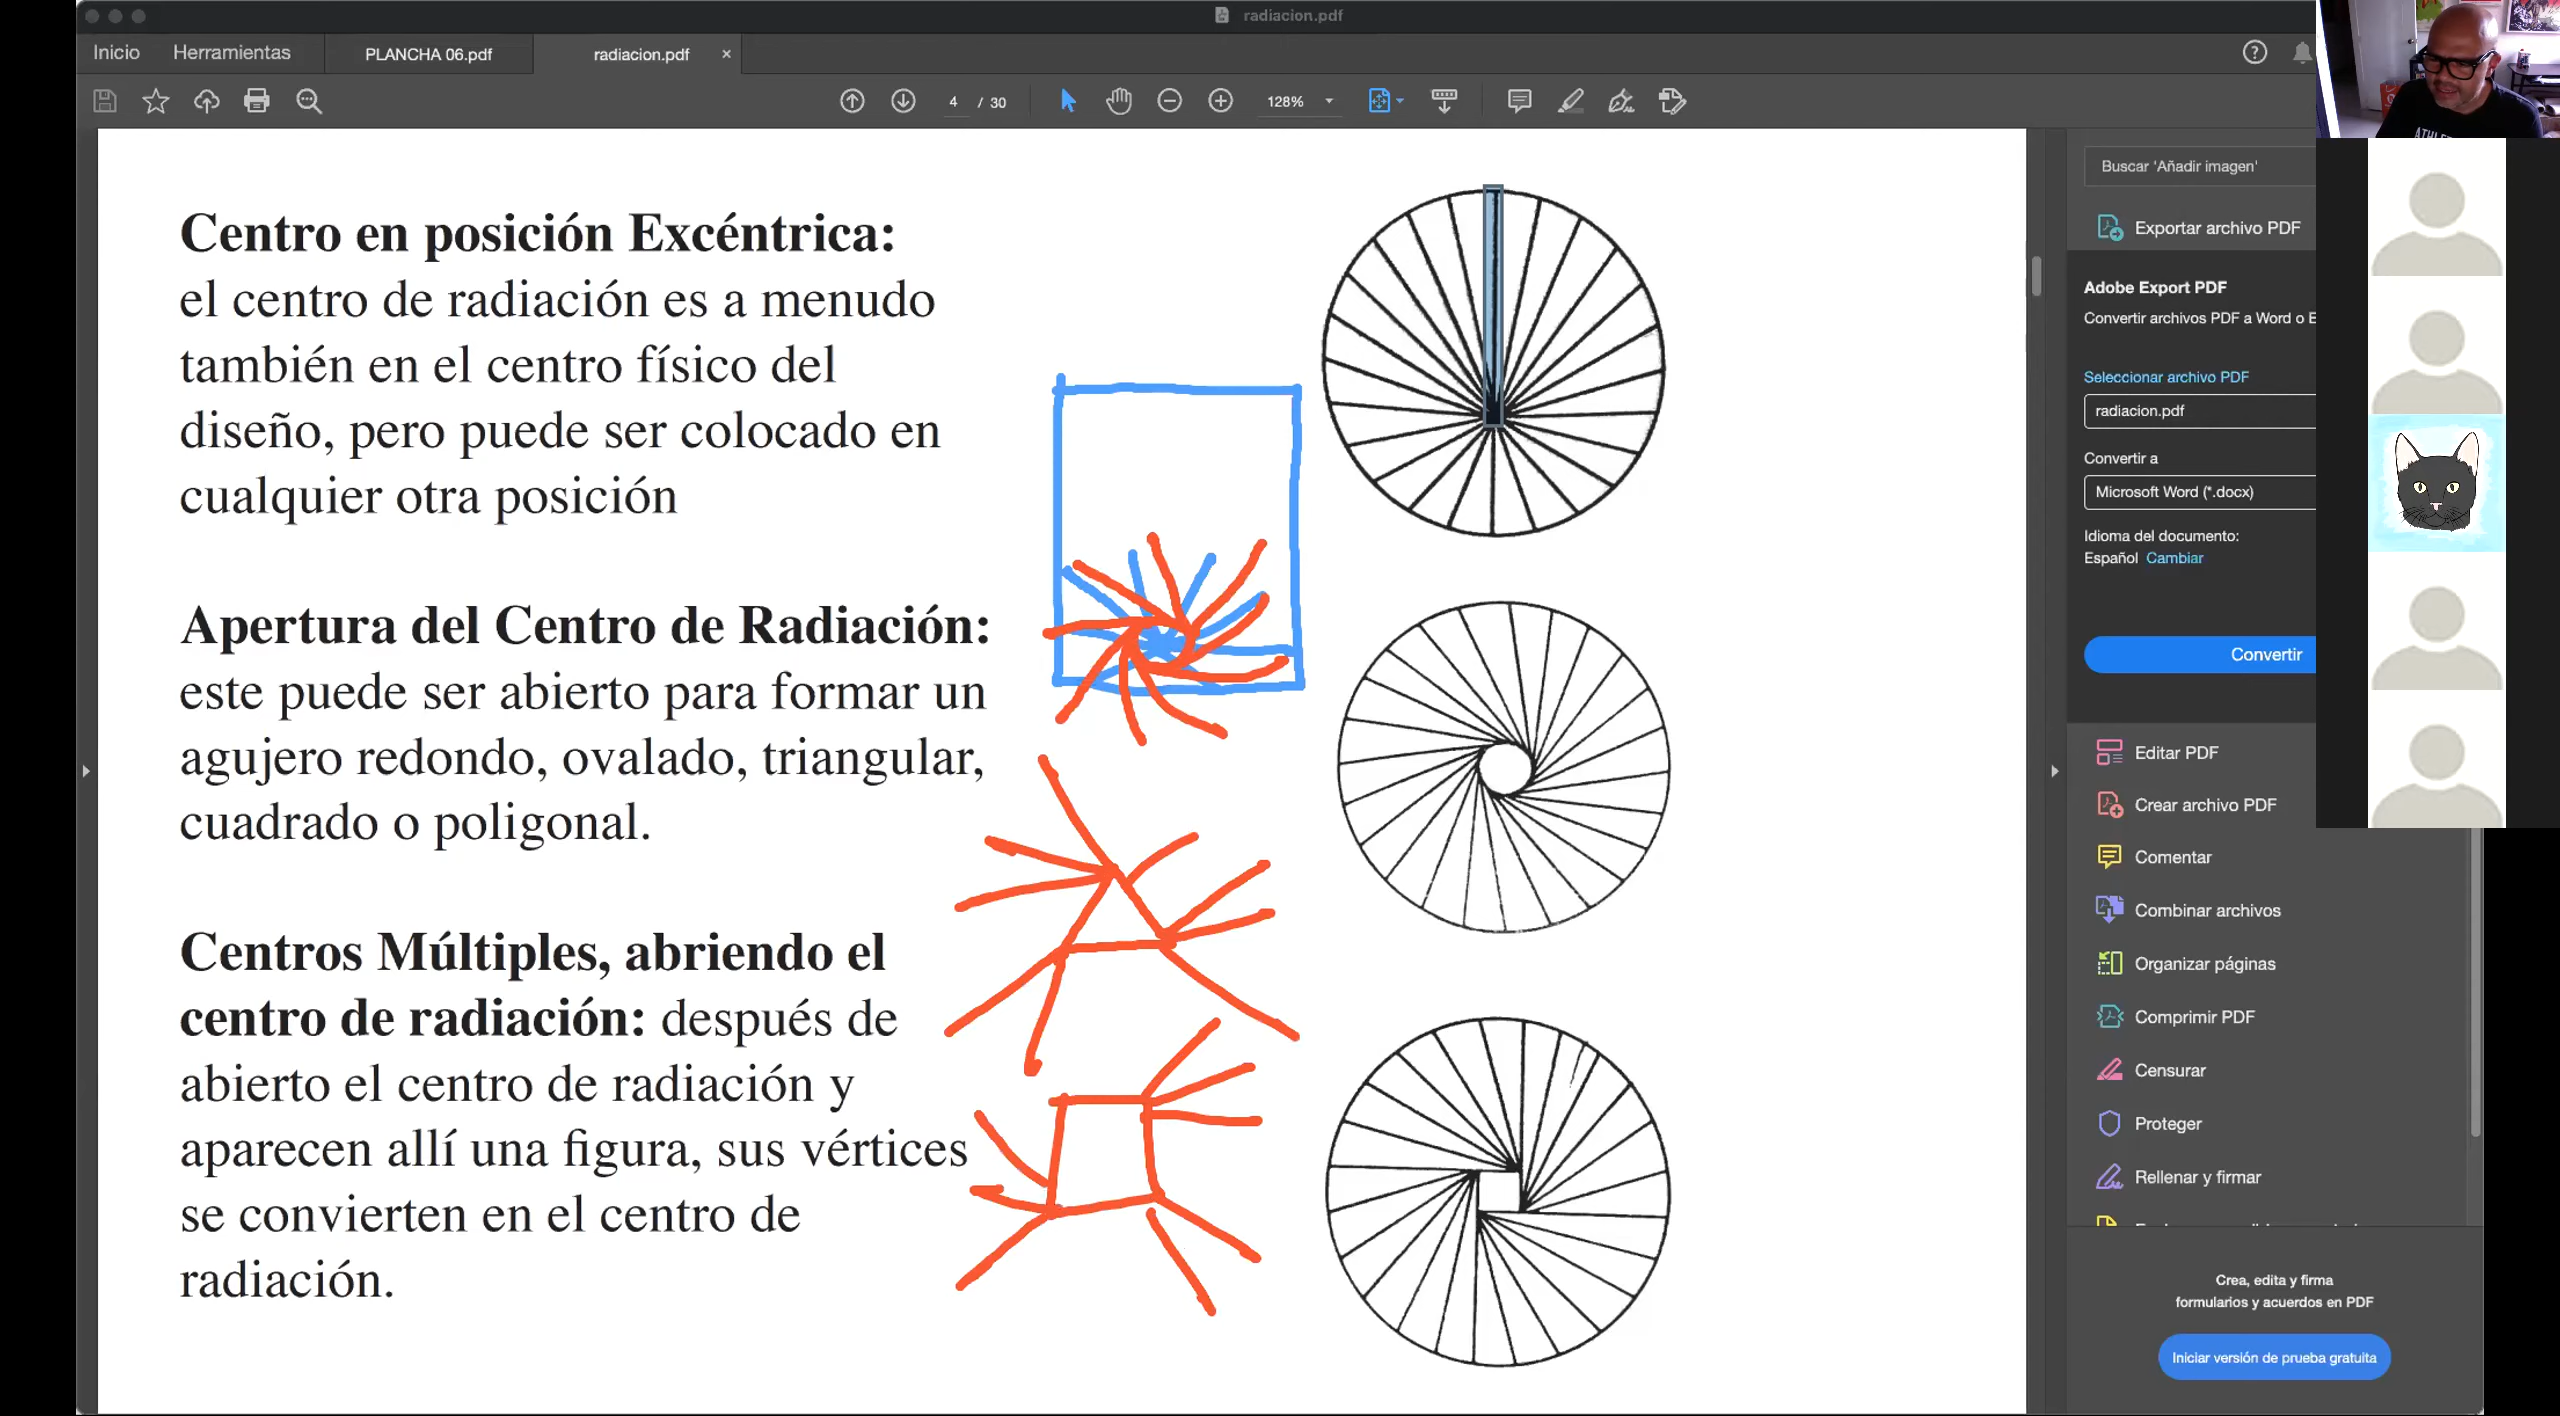 radiacion.pdf
Inicio
Herramientas
PLANCHA 06.pdf
radiacion.pdf
4 / 30
128%
Centro en posición Excéntrica:
el centro de radiación es a menudo
también en el centro físico del
diseño, pero puede ser colocado en
cualquier otra posición
Apertura del Centro de Radiación:
este puede ser abierto para formar un
agujero redondo, ovalado, triangular,
cuadrado o poligonal.
Centros Múltiples, abriendo el
centro de radiación: después de
abierto el centro de radiación y
aparecen allí una figura, sus vértices
se convierten en el centro de
radiación.
Buscar 'Añadir imagen'
Exportar archivo PDF
Adobe Export PDF
Convertir archivos PDF a Word o E
Seleccionar archivo PDF
radiacion.pdf
Convertir a
Microsoft Word (*.docx)
Idioma del documento:
Español Cambiar
Convertir
Editar PDF
Crear archivo PDF
Comentar
Combinar archivos
Organizar páginas
Comprimir PDF
Censurar
Proteger
Rellenar y firmar
Crea, edita y firma
formularios y acuerdos en PDF
Iniciar versión de prueba gratuita